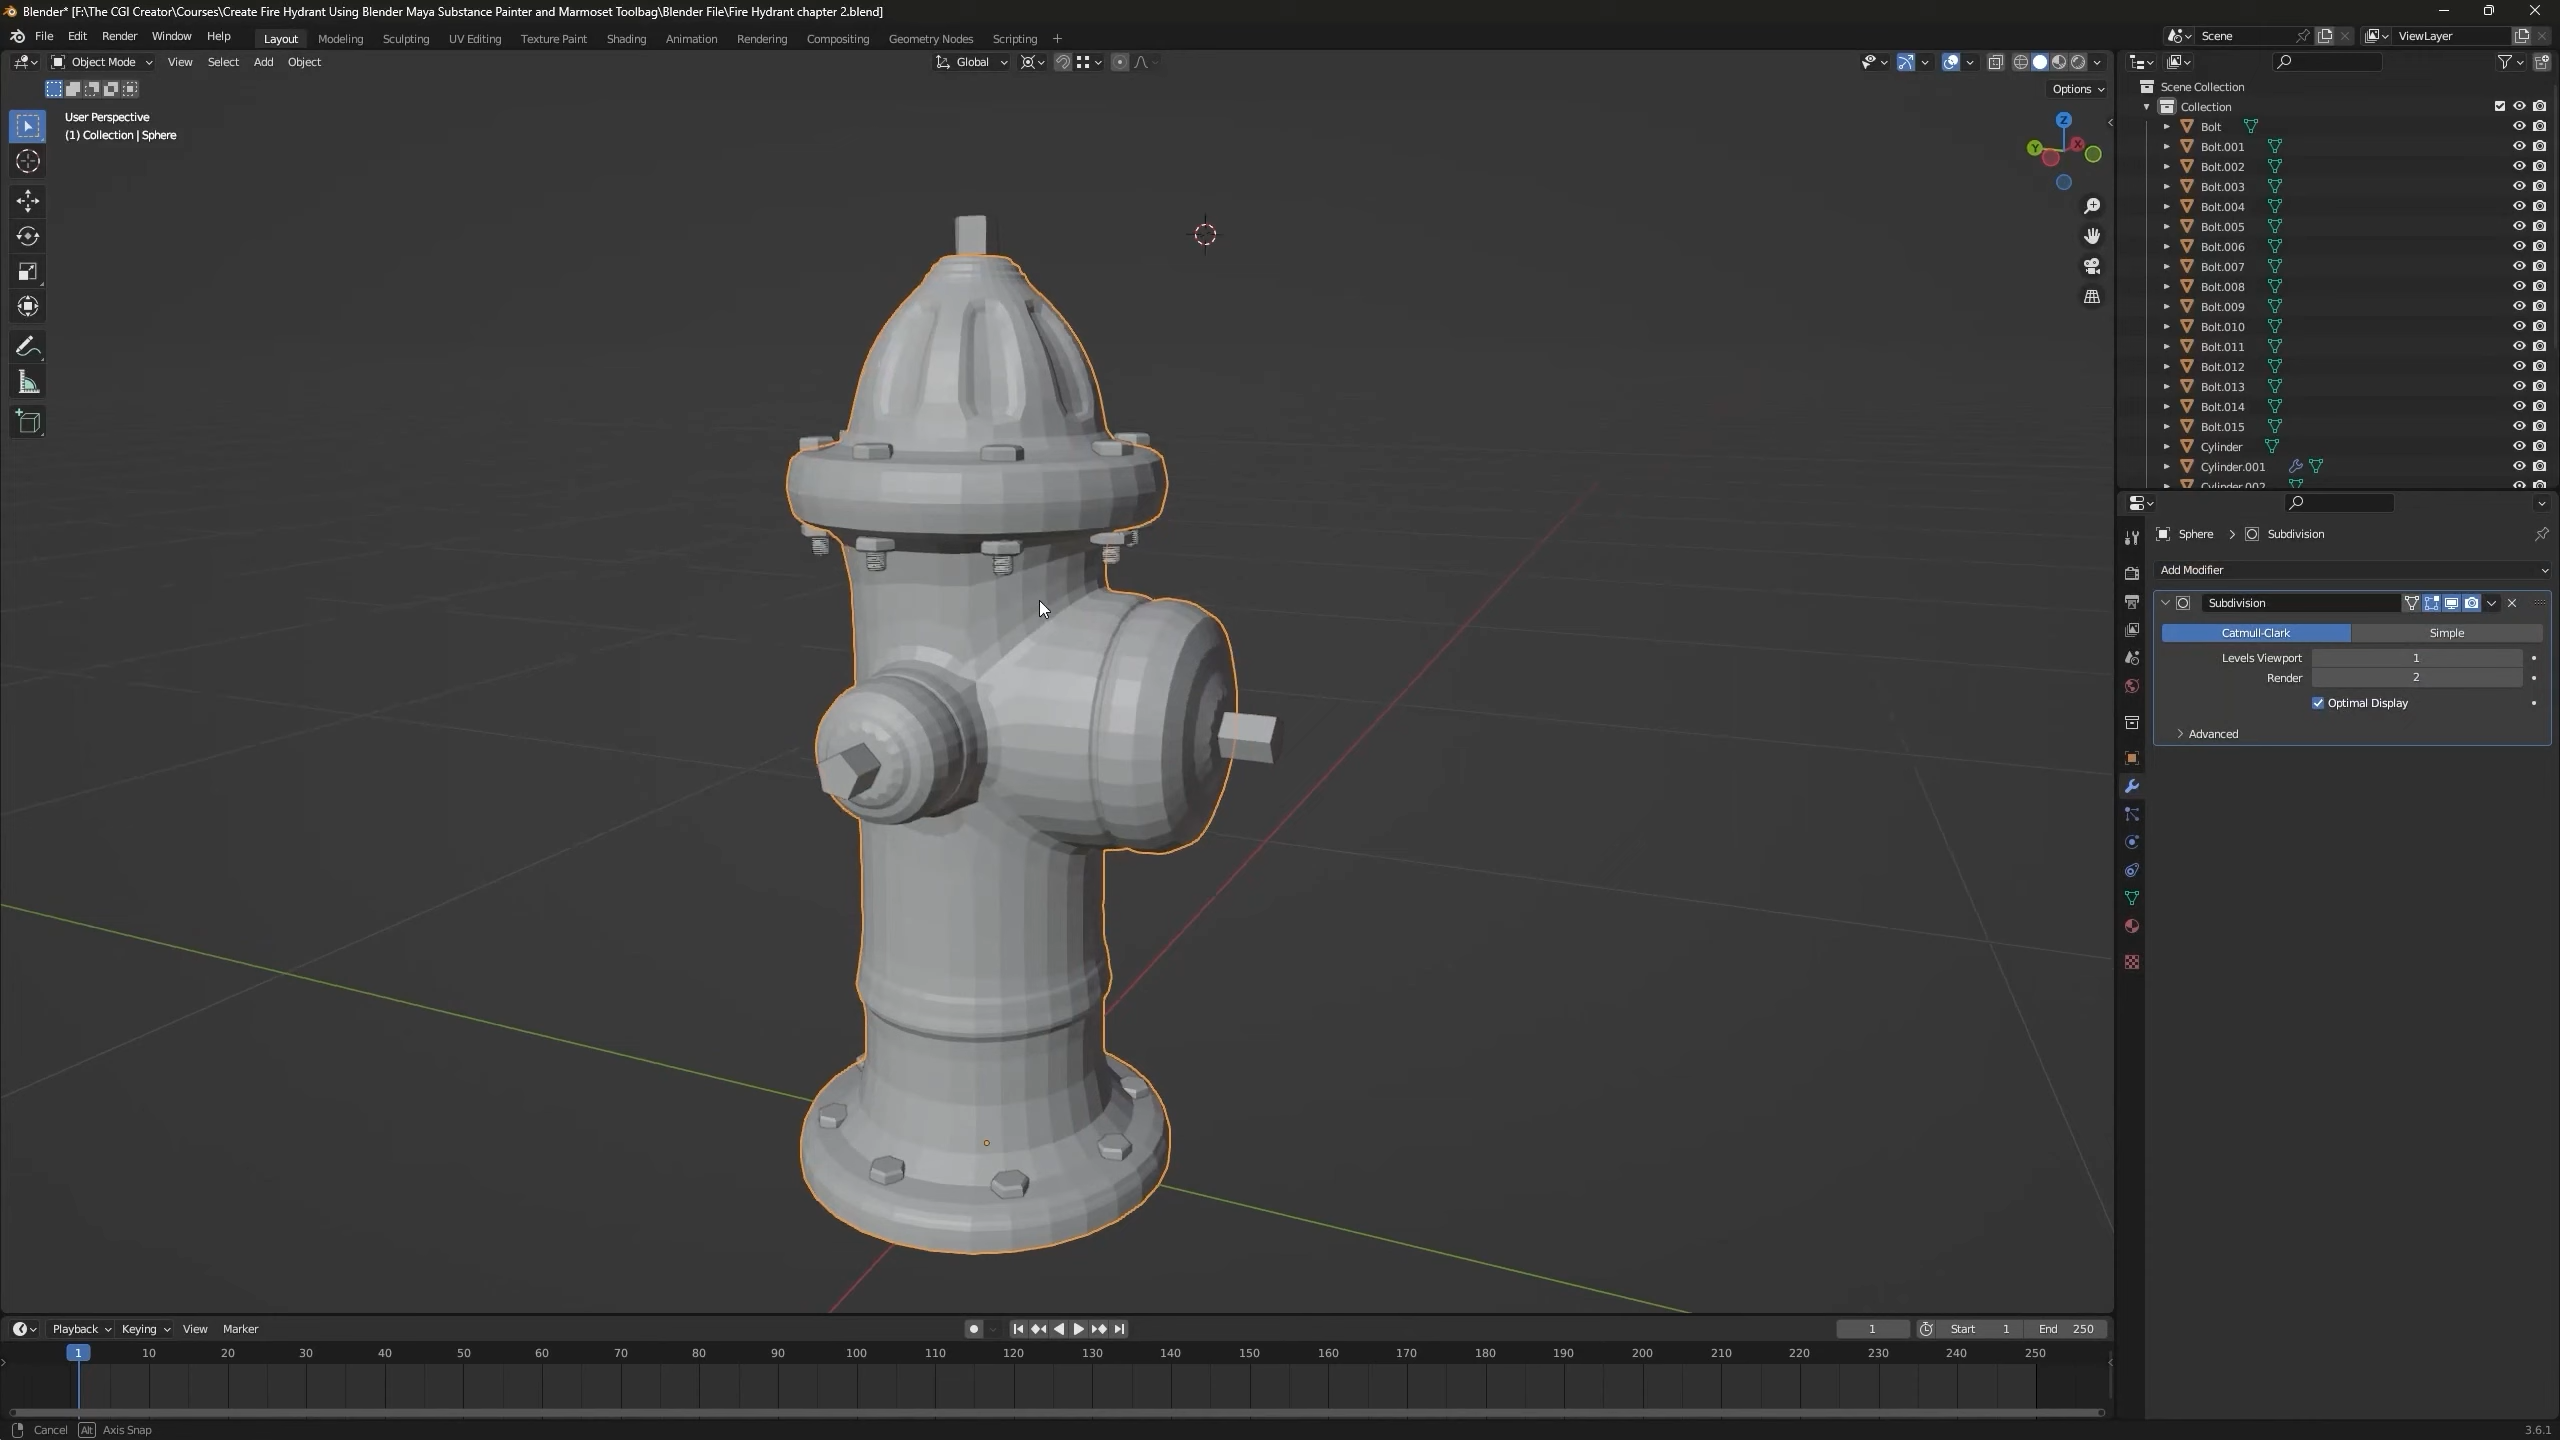 Blender* [F:\The CGI Creator\Courses\Create Fire Hydrant Using Blender Maya Substance Painter and Marmoset Toolbag\Blender File\Fire Hydrant chapter 2.blend]
File Edit Render Window Help Layout Modeling Sculpting UV Editing Texture Paint Shading Animation Rendering Compositing Geometry Nodes Scripting + Scene ViewLayer
Object Mode View Select Add Object Global
Options
User Perspective
(1) Collection | Sphere
Z
Y
X
Scene Collection
Collection
Bolt
Bolt.001
Bolt.002
Bolt.003
Bolt.004
Bolt.005
Bolt.006
Bolt.007
Bolt.008
Bolt.009
Bolt.010
Bolt.011
Bolt.012
Bolt.013
Bolt.014
Bolt.015
Cylinder
Cylinder.001
Cylinder.002
Sphere > Subdivision
Add Modifier
Subdivision
Catmull-Clark Simple
Levels Viewport 1
Render 2
Optimal Display
Advanced
Playback Keying View Marker 1 Start 1 End 250
1 10 20 30 40 50 60 70 80 90 100 110 120 130 140 150 160 170 180 190 200 210 220 230 240 250
Cancel Alt Axis Snap 3.6.1